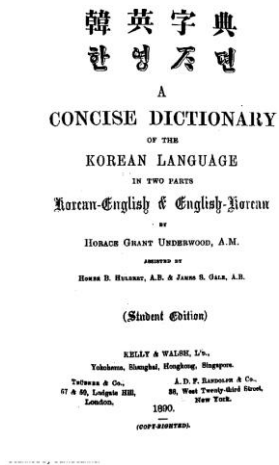 韓英字典
한영ᄌᆞ뎐
A
CONCISE DICTIONARY
OF THE
KOREAN LANGUAGE
IN TWO PARTS
Korean-English & English-Korean
BY
HORACE GRANT UNDERWOOD, A.M.
ASSISTED BY
HOMER B. HULBERT, A.B. & JAMES S. GALE, A.B.
(Student Edition)
KELLY & WALSH, L'D.,
Yokohama, Shanghai, Hongkong, Singapore.
TRÜBNER & Co., A. D. F. RANDOLPH & Co.
57 & 59, Ludgate Hill, 38, West Twenty-third Street,
London. New York.
1890.
(COPY-RIGHTED).